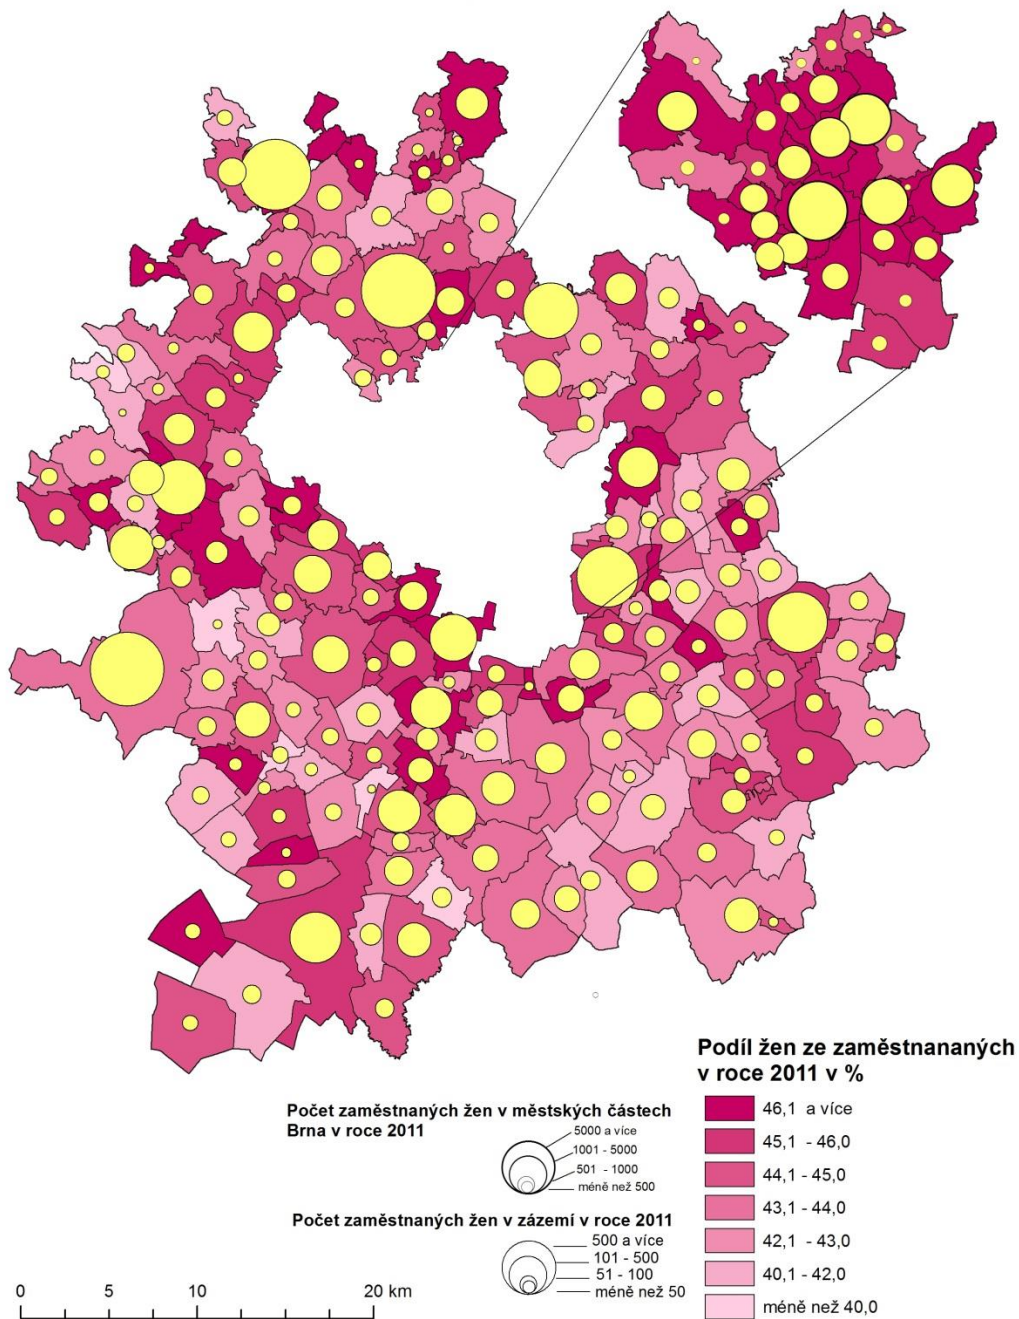 Podíl žen ze zaměstnananých
v roce 2011 v %
46,1 a více
45,1 - 46,0
44,1 - 45,0
43,1 - 44,0
42,1 - 43,0
40,1 - 42,0
méně než 40,0
Počet zaměstnaných žen v městských částech
Brna v roce 2011
5000 a více
1001 - 5000
501 - 1000
méně než 500
Počet zaměstnaných žen v zázemí v roce 2011
500 a více
101 - 500
51 - 100
méně než 50
0 5 10 20 km